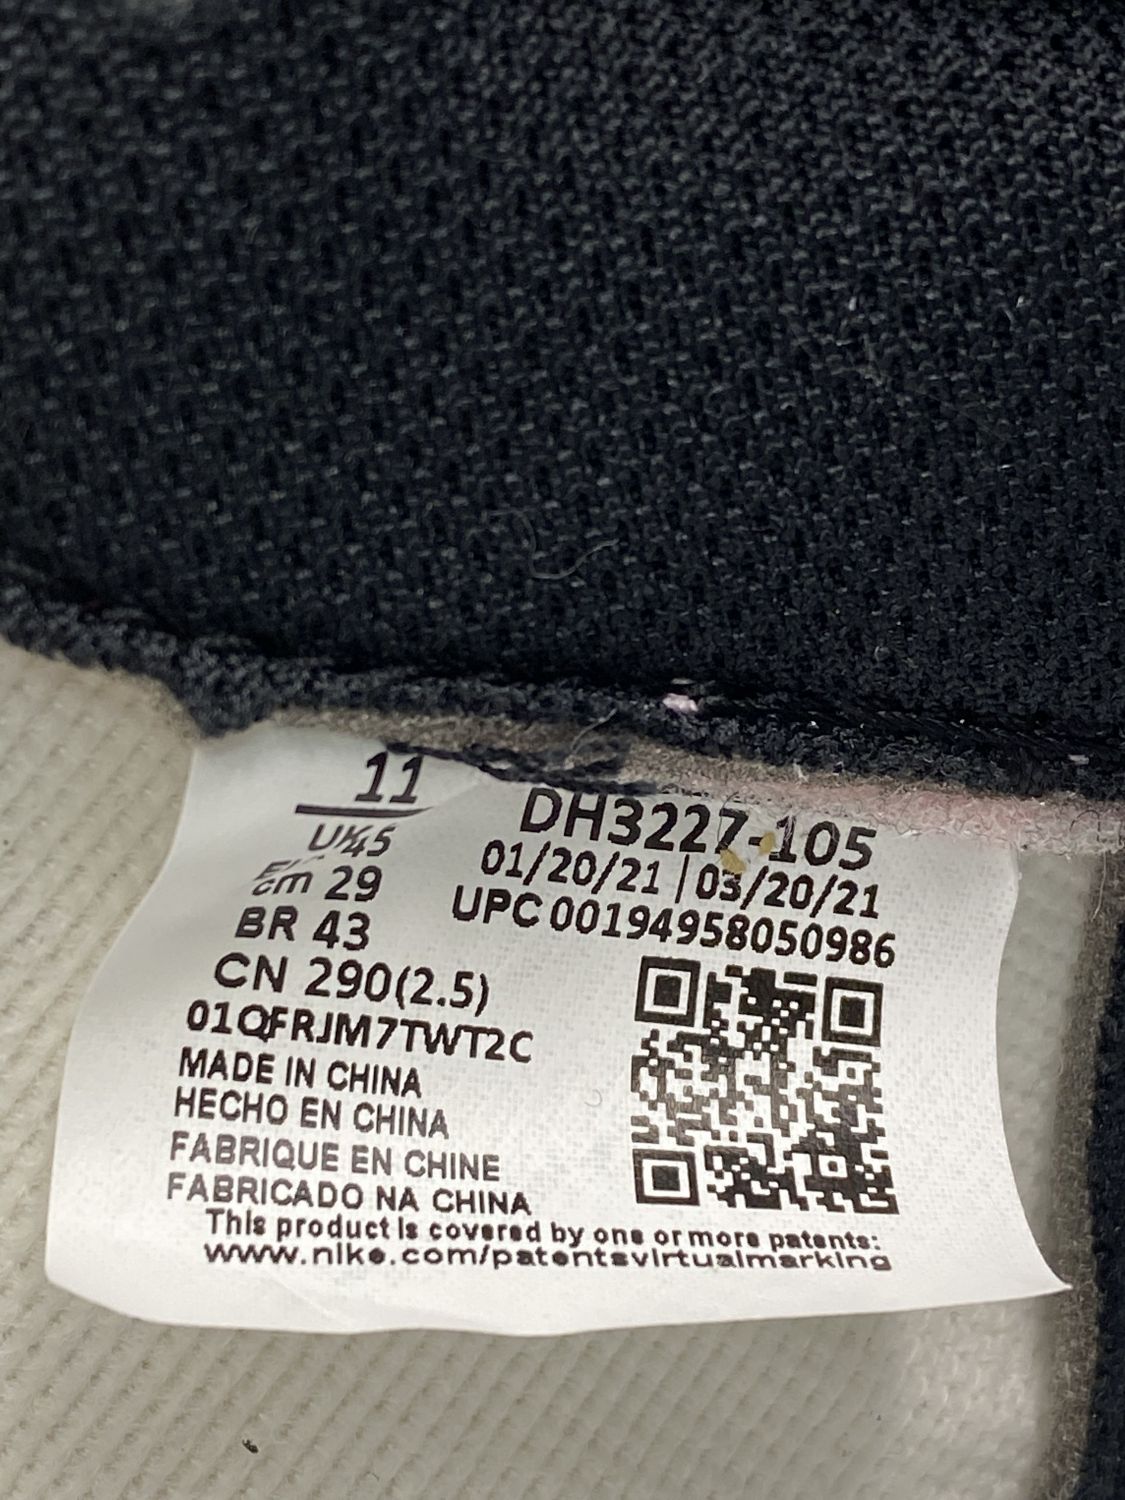 11
DH3227-105
UK
45
01/20/21 | 03/20/21
cm 29
UPC 00194958050986
BR 43
CN 290(2.5)
01QFRJM7TWT2C
MADE IN CHINA
HECHO EN CHINA
FABRIQUE EN CHINE
FABRICADO NA CHINA
This product is covered by one or more patents:
www.nike.com/patentsvirtualmarking